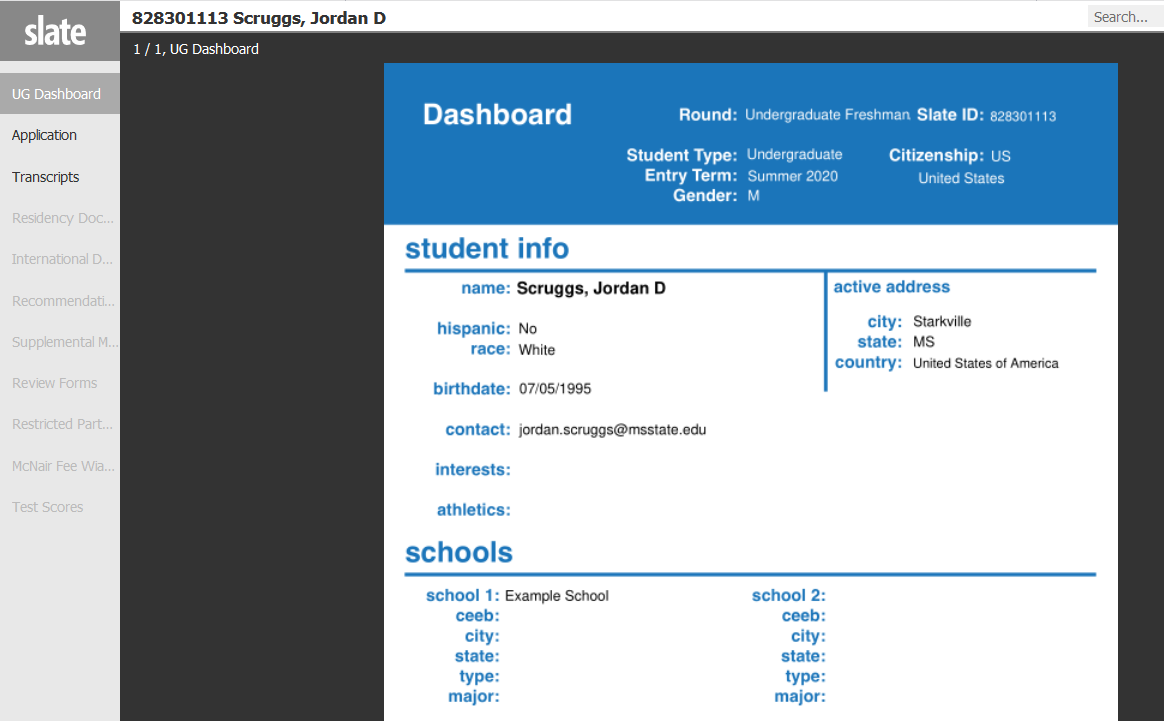 slate
828301113 Scruggs, Jordan D
Search...
1 / 1, UG Dashboard
UG Dashboard
Application
Transcripts
Residency Doc...
International D...
Recommendati...
Supplemental M...
Review Forms
Restricted Part...
McNair Fee Wia...
Test Scores
Dashboard
Round: Undergraduate Freshman Slate ID: 828301113
Student Type: Undergraduate Citizenship: US
Entry Term: Summer 2020 United States
Gender: M
student info
name: Scruggs, Jordan D
hispanic: No
race: White
birthdate: 07/05/1995
contact: jordan.scruggs@msstate.edu
interests:
athletics:
active address
city: Starkville
state: MS
country: United States of America
schools
school 1: Example School
ceeb:
city:
state:
type:
major:
school 2:
ceeb:
city:
state:
type:
major: